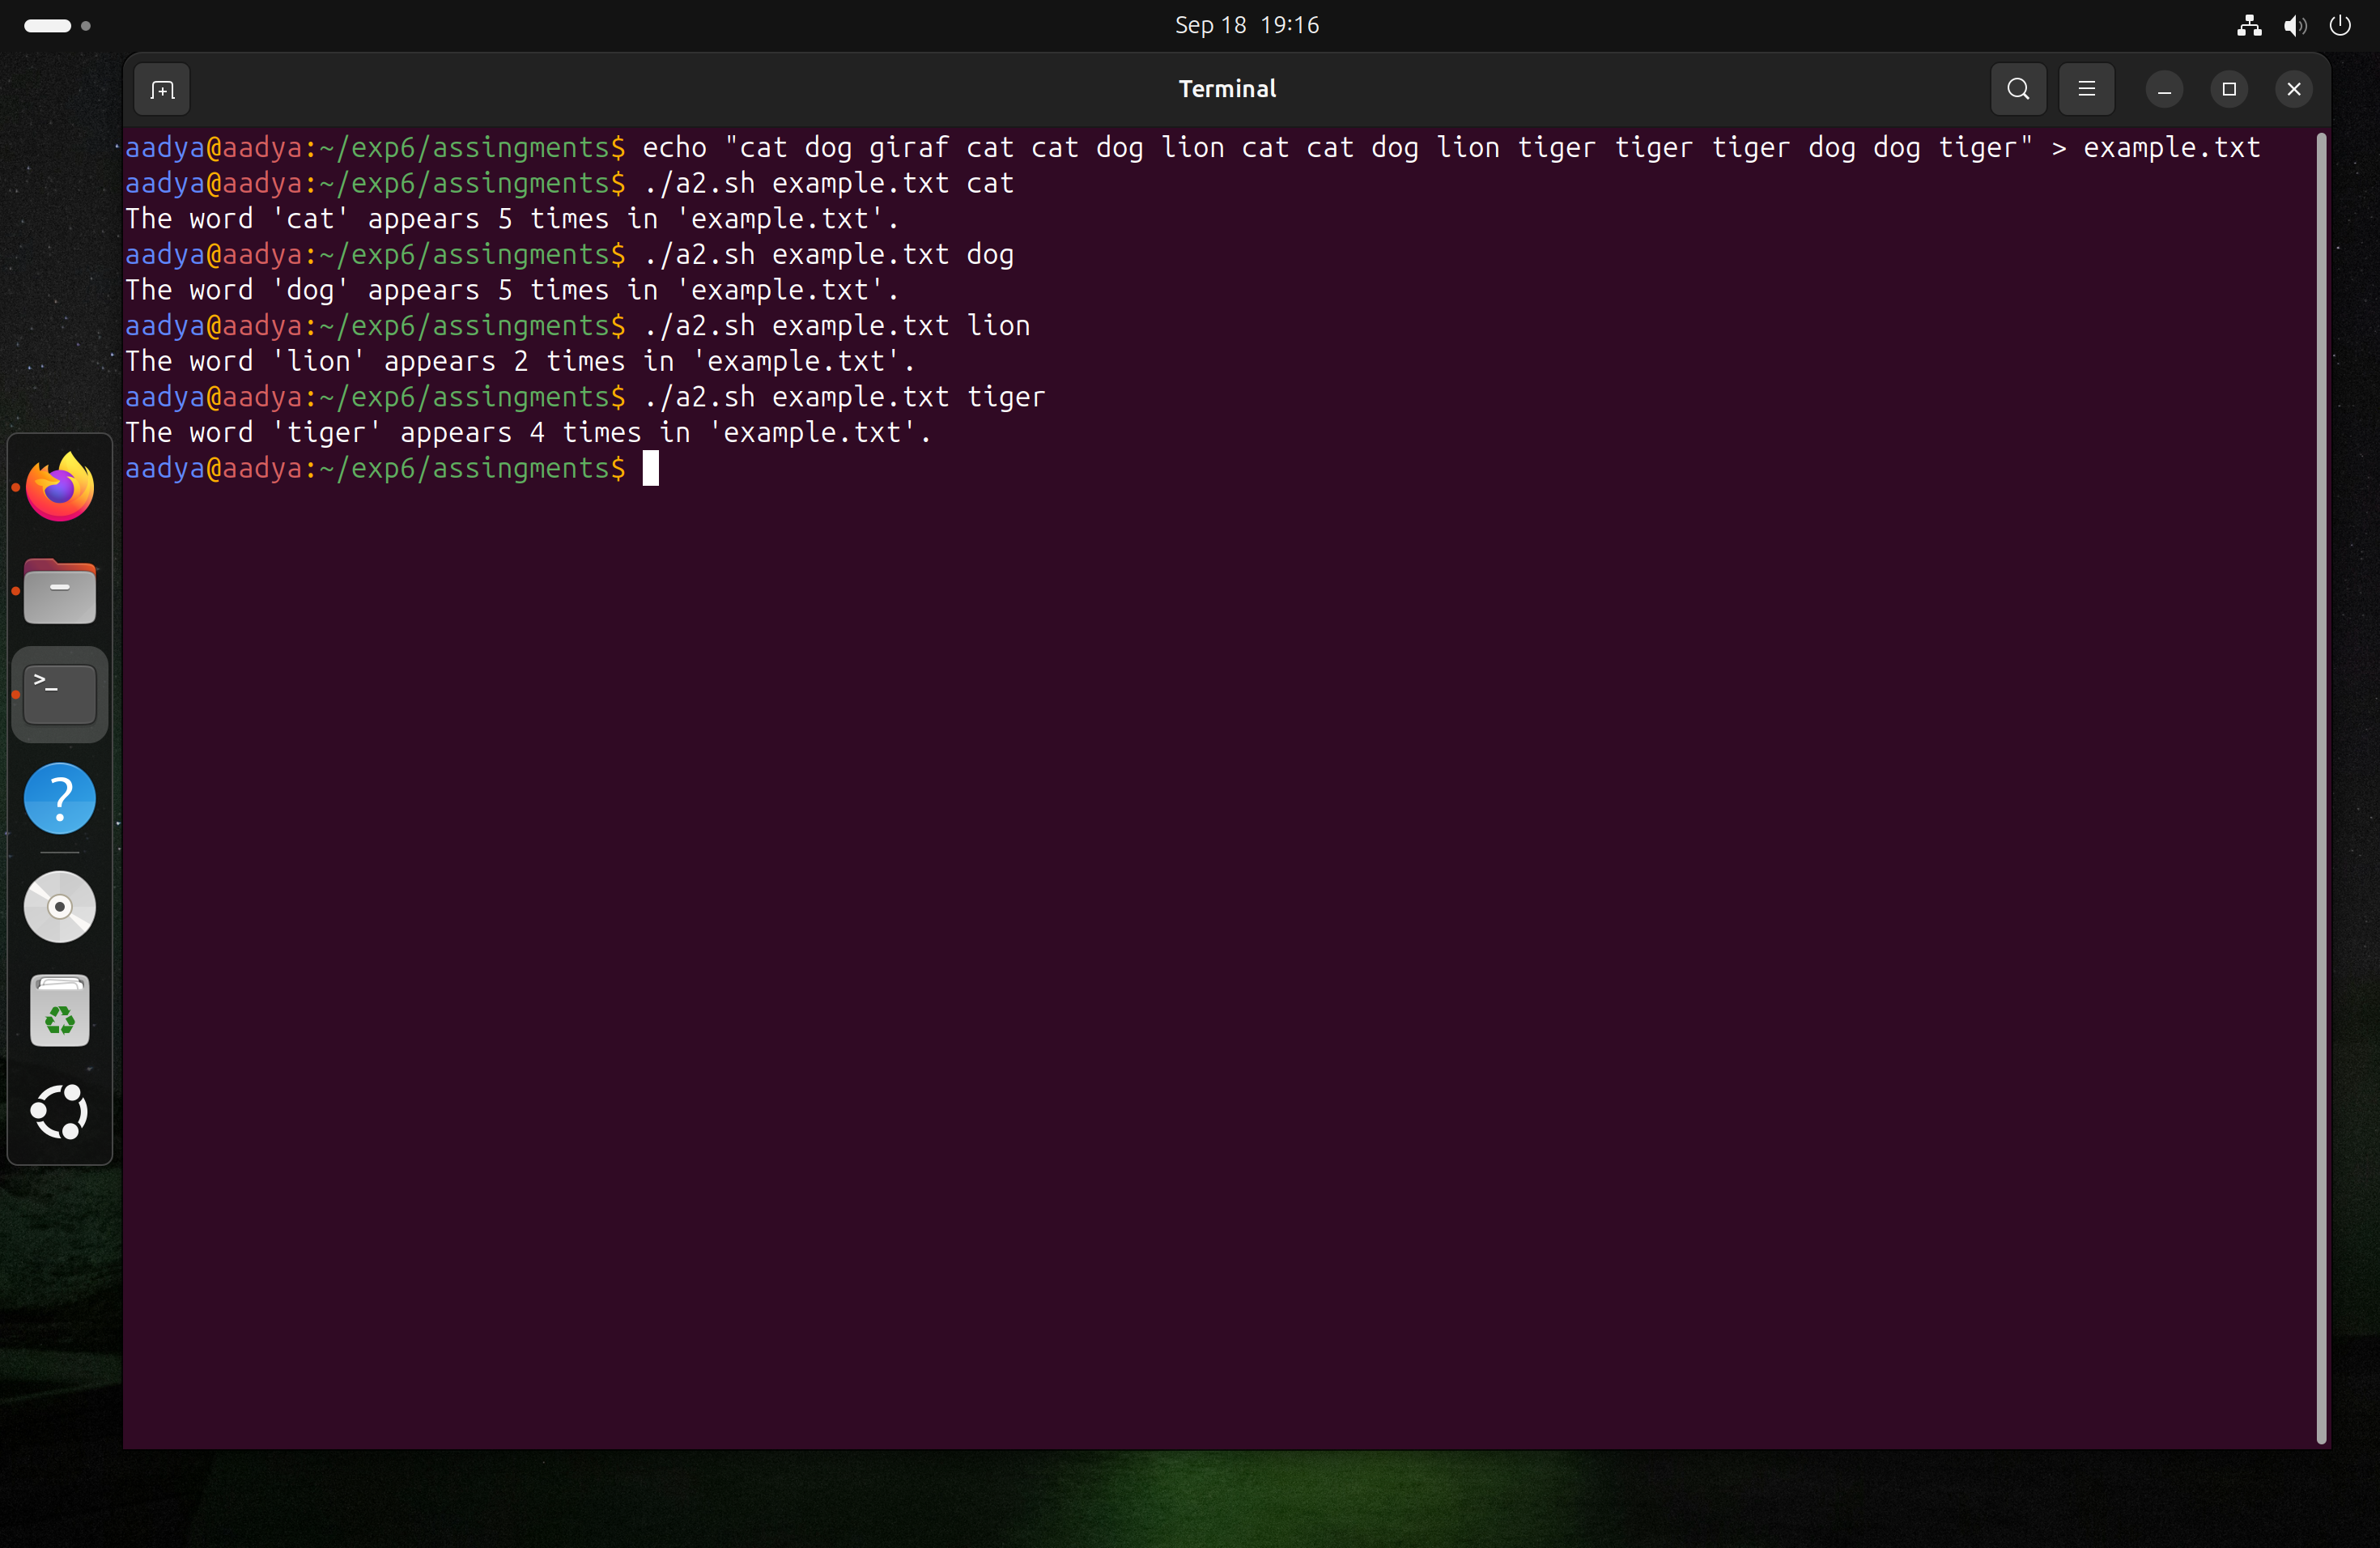 Sep 18 19:16
Terminal
aadya@aadya:~/exp6/assingments$ echo "cat dog giraf cat cat dog lion cat cat dog lion tiger tiger tiger dog dog tiger" > example.txt
aadya@aadya:~/exp6/assingments$ ./a2.sh example.txt cat
The word 'cat' appears 5 times in 'example.txt'.
aadya@aadya:~/exp6/assingments$ ./a2.sh example.txt dog
The word 'dog' appears 5 times in 'example.txt'.
aadya@aadya:~/exp6/assingments$ ./a2.sh example.txt lion
The word 'lion' appears 2 times in 'example.txt'.
aadya@aadya:~/exp6/assingments$ ./a2.sh example.txt tiger
The word 'tiger' appears 4 times in 'example.txt'.
aadya@aadya:~/exp6/assingments$